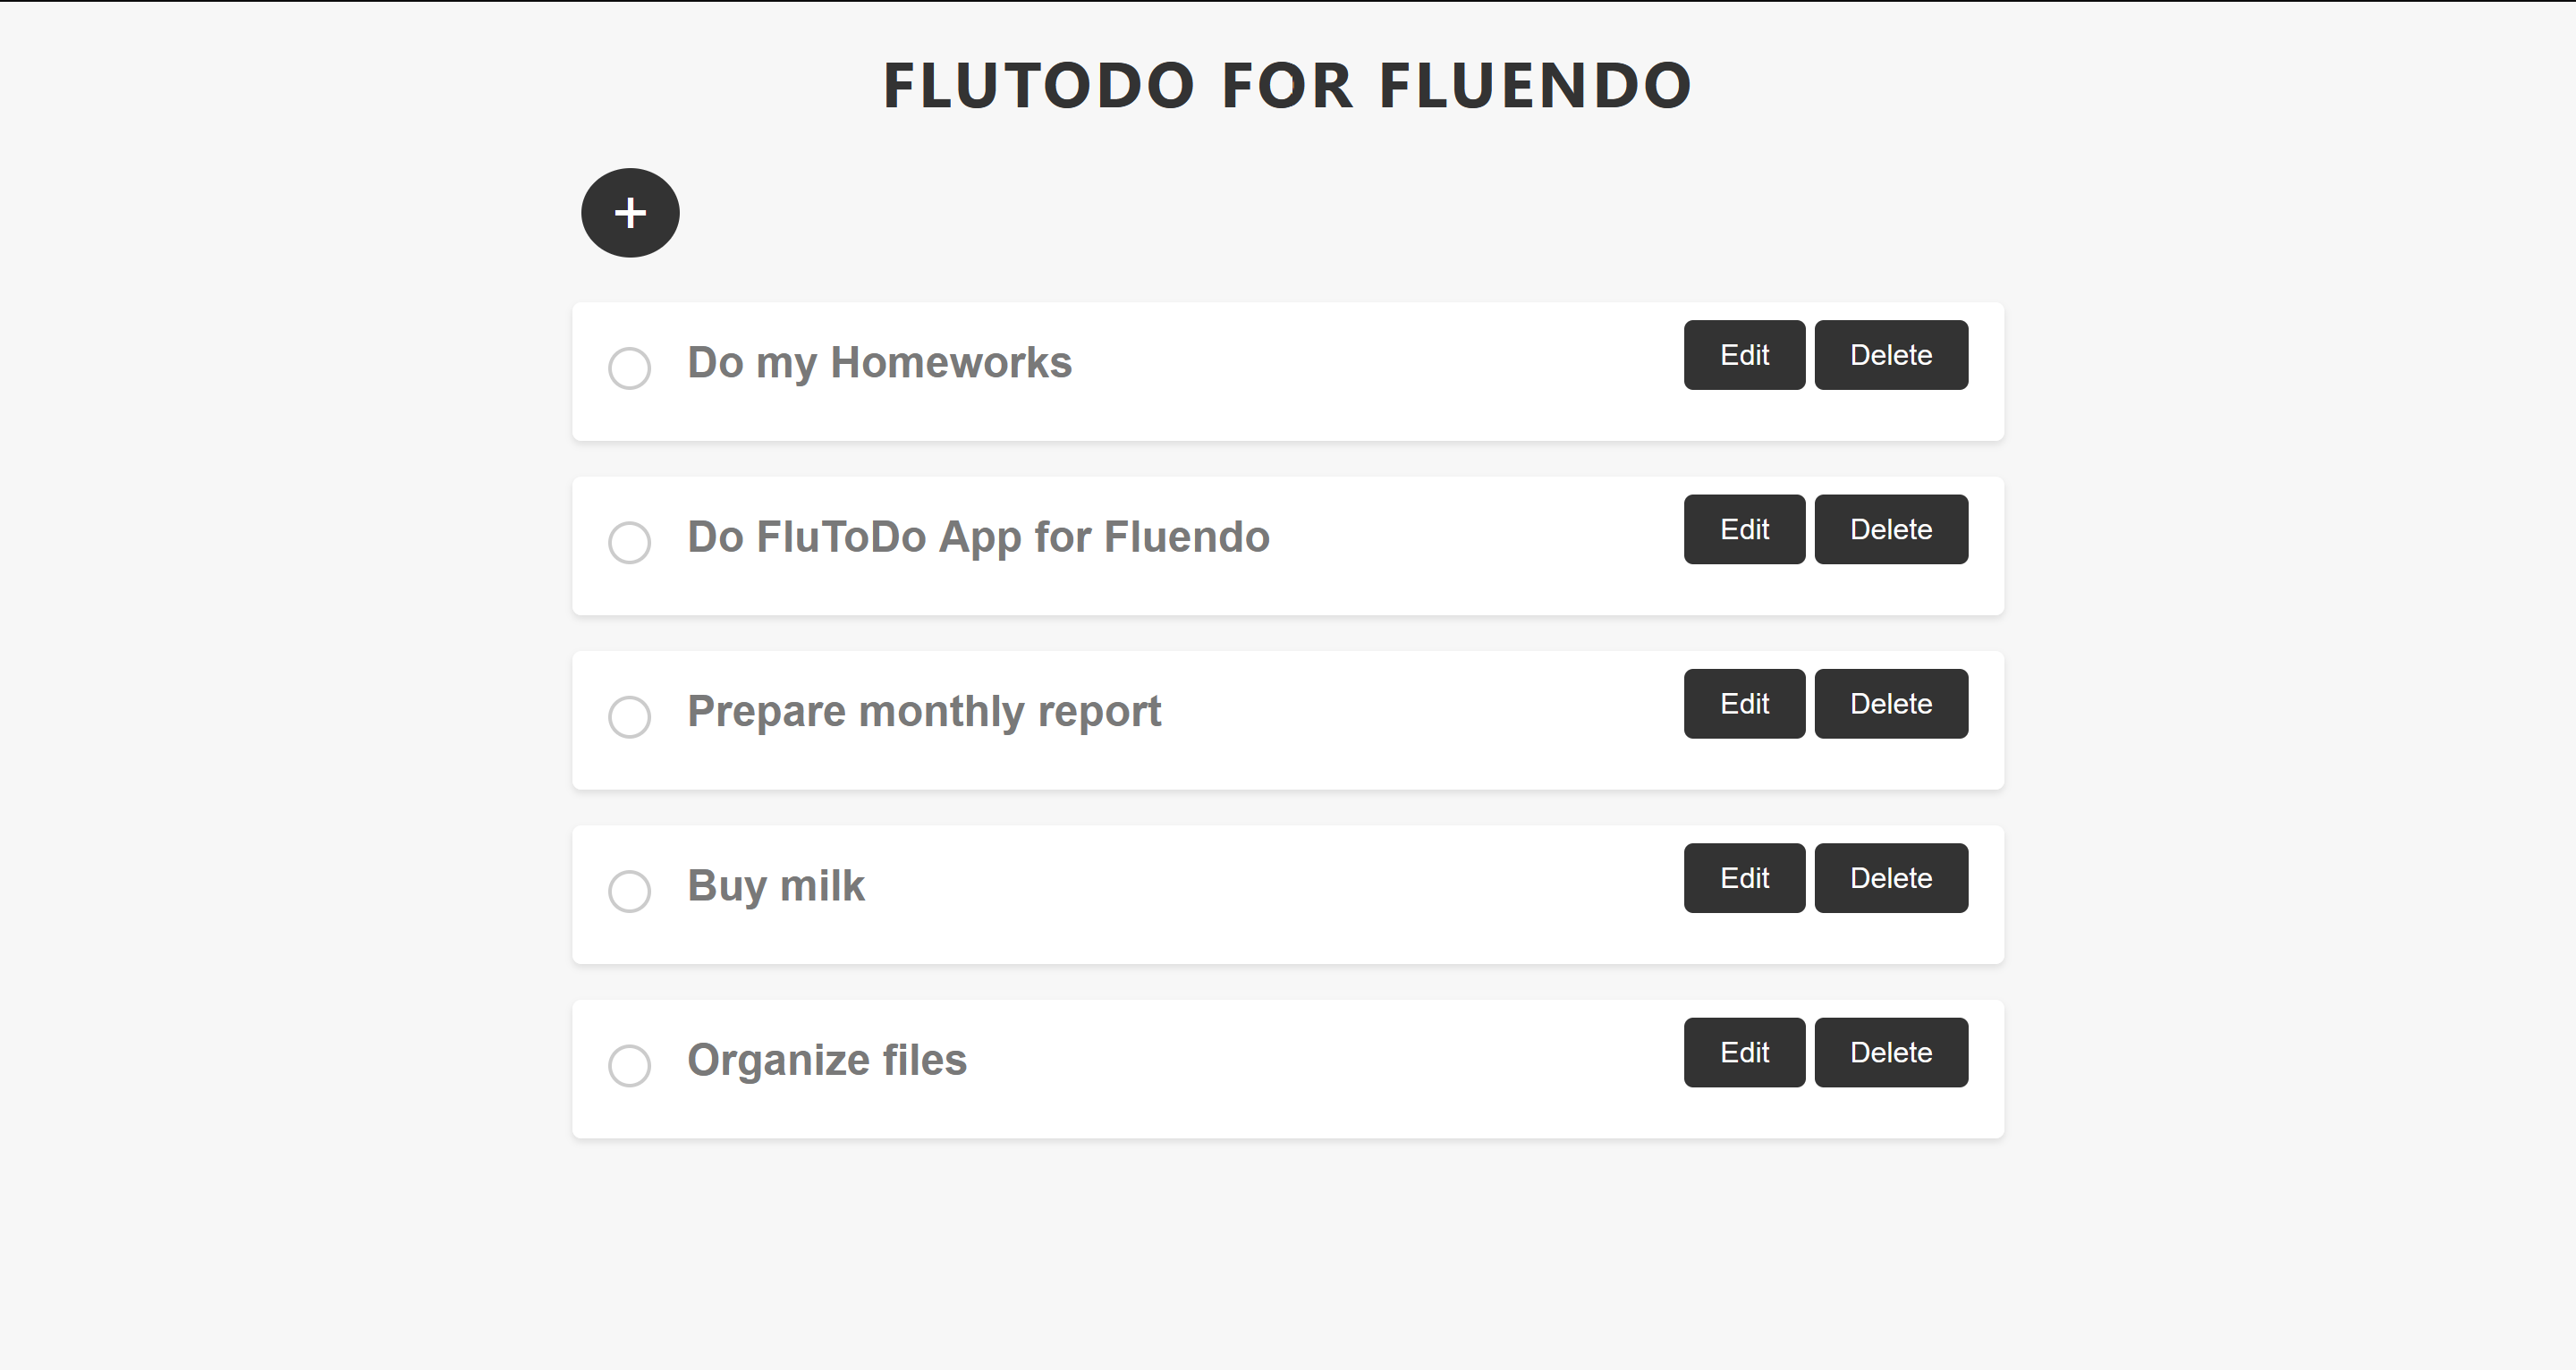 FLUTODO FOR FLUENDO
+
Do my Homeworks Edit Delete
Do FluToDo App for Fluendo Edit Delete
Prepare monthly report Edit Delete
Buy milk Edit Delete
Organize files Edit Delete